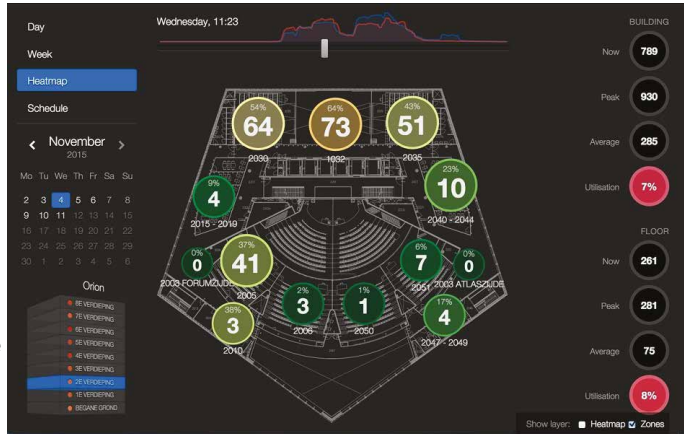 Day
Week
Heatmap
Schedule
November
2015
Mo Tu We Th Fr Sa Su
2 3 4 5 6 7 8
9 10 11 12 13 14 15
16 17 18 19 20 21 22
23 24 25 26 27 28 29
30 1 2 3 4 5 6
Orion
8E VERDIEPING
7E VERDIEPING
6E VERDIEPING
5E VERDIEPING
4E VERDIEPING
3E VERDIEPING
2E VERDIEPING
1E VERDIEPING
BEGANE GROND
Wednesday, 11:23
54%
64
2030
64%
73
1032
43%
51
2035
9%
4
2015 - 2019
23%
10
2040 - 2044
0%
0
2003 FORUMZIJDE
37%
41
2005
6%
7
2051
0%
0
2003 ATLASZIJDE
2%
3
2006
1%
1
2050
38%
3
2010
17%
4
2047 - 2049
BUILDING
Now 789
Peak 930
Average 285
Utilisation 7%
FLOOR
Now 261
Peak 281
Average 75
Utilisation 8%
Show layer: Heatmap Zones